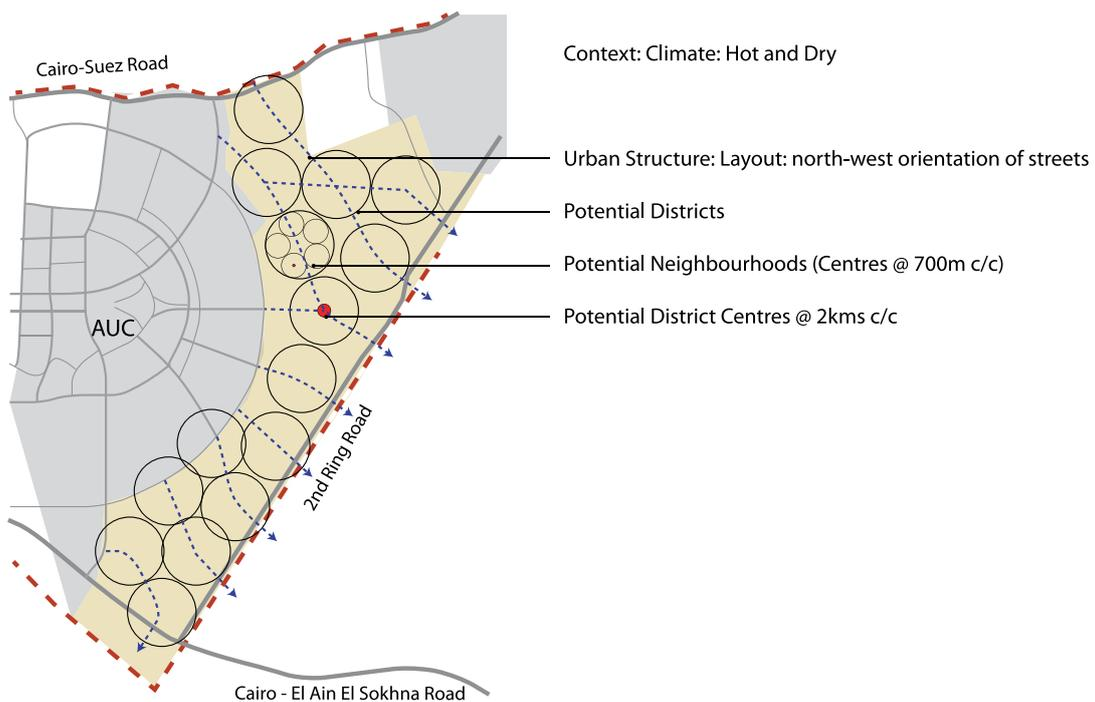 Context: Climate: Hot and Dry
Cairo-Suez Road
Urban Structure: Layout: north-west orientation of streets
Potential Districts
Potential Neighbourhoods (Centres @ 700m c/c)
Potential District Centres @ 2kms c/c
AUC
2nd Ring Road
Cairo - El Ain El Sokhna Road